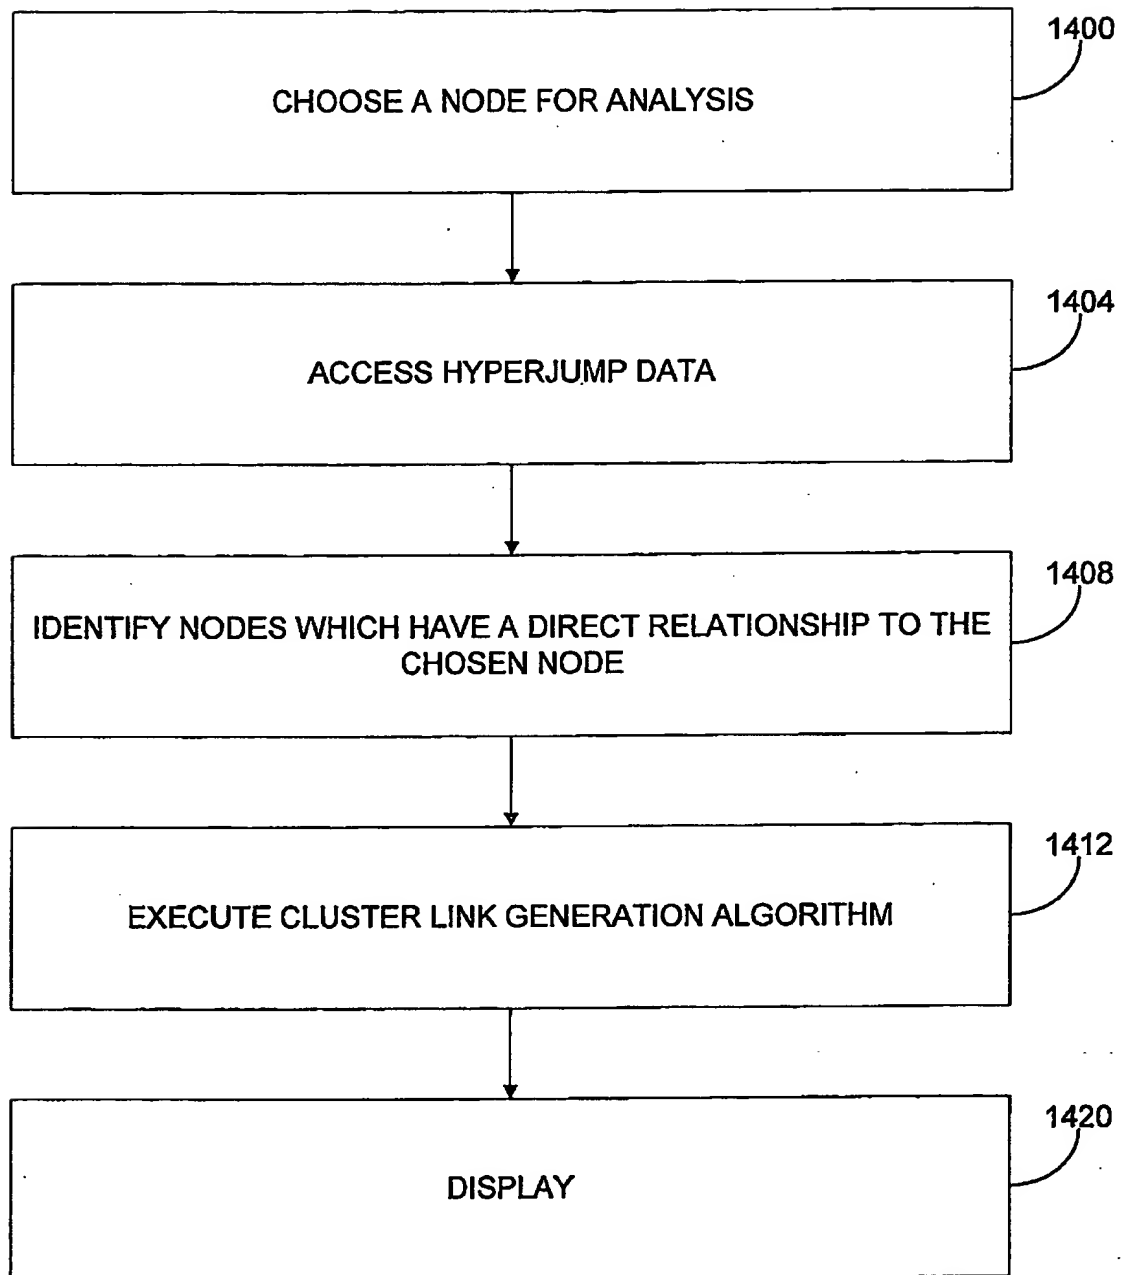 1400
CHOOSE A NODE FOR ANALYSIS
1404
ACCESS HYPERJUMP DATA
1408
IDENTIFY NODES WHICH HAVE A DIRECT RELATIONSHIP TO THE
CHOSEN NODE
1412
EXECUTE CLUSTER LINK GENERATION ALGORITHM
1420
DISPLAY